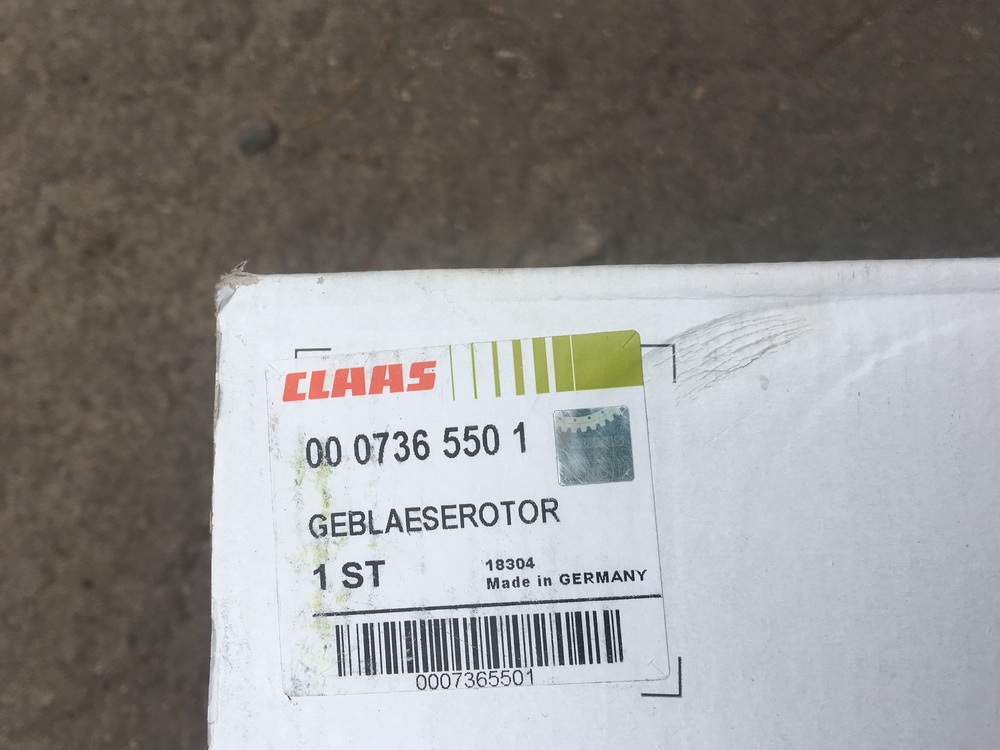 CLAAS
00 0736 550 1
GEBLAESEROTOR
1 ST
18304
Made in GERMANY
0007365501